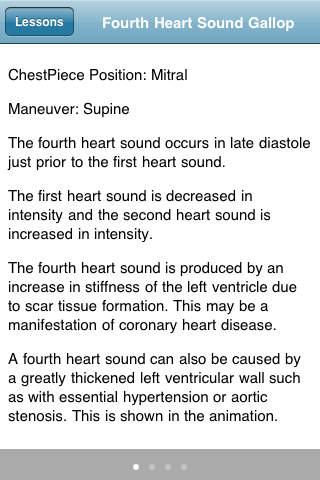 Lessons
Fourth Heart Sound Gallop
ChestPiece Position: Mitral
Maneuver: Supine
The fourth heart sound occurs in late diastole
just prior to the first heart sound.
The first heart sound is decreased in
intensity and the second heart sound is
increased in intensity.
The fourth heart sound is produced by an
increase in stiffness of the left ventricle due
to scar tissue formation. This may be a
manifestation of coronary heart disease.
A fourth heart sound can also be caused by
a greatly thickened left ventricular wall such
as with essential hypertension or aortic
stenosis. This is shown in the animation.